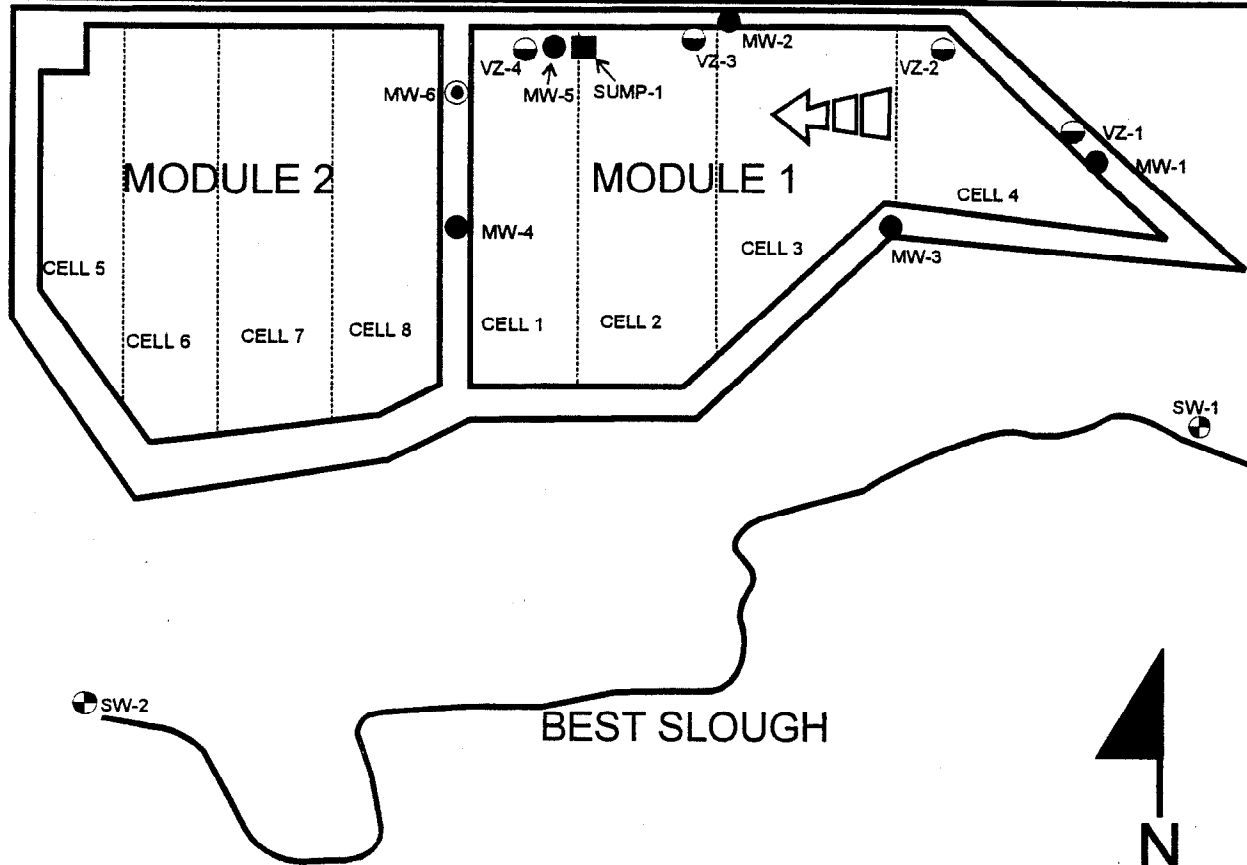 MW-2
VZ-4
VZ-3
VZ-2
MW-6
MW-5
SUMP-1
VZ-1
MW-1
MODULE 2
MODULE 1
CELL 4
MW-4
CELL 3
MW-3
CELL 5
CELL 6
CELL 7
CELL 8
CELL 1
CELL 2
SW-1
SW-2
BEST SLOUGH
N